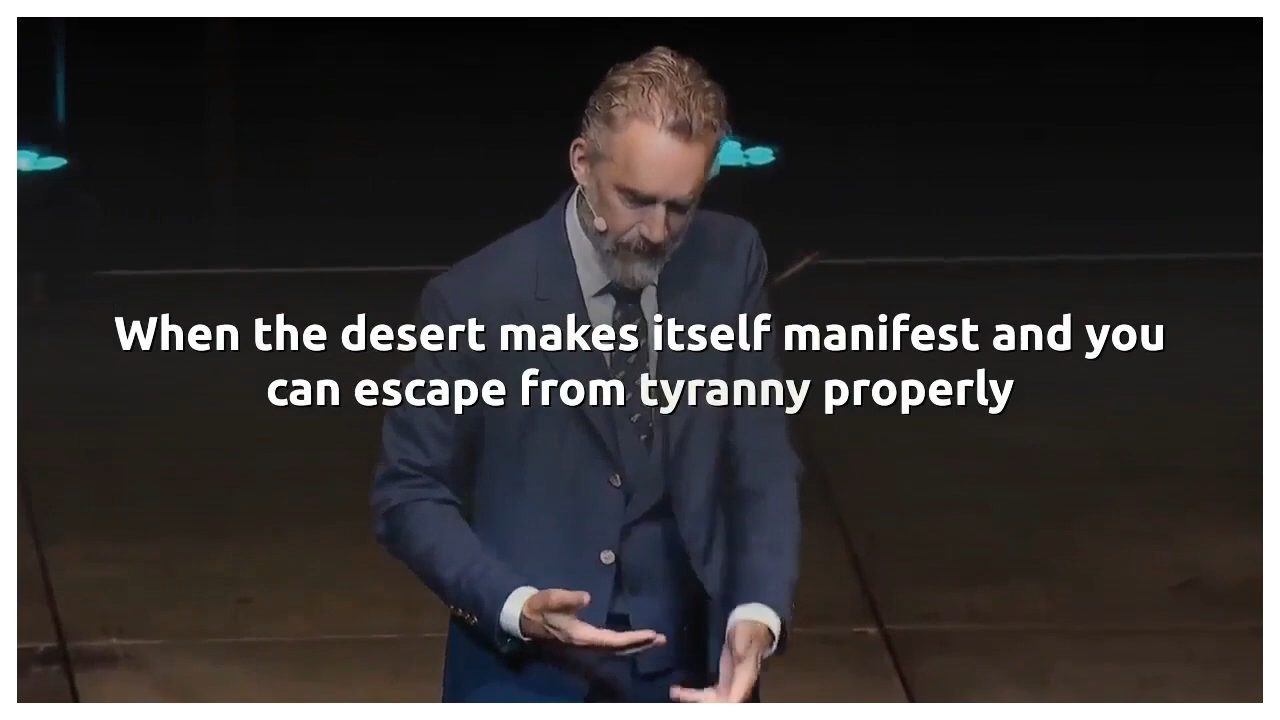 When the desert makes itself manifest and you
can escape from tyranny properly